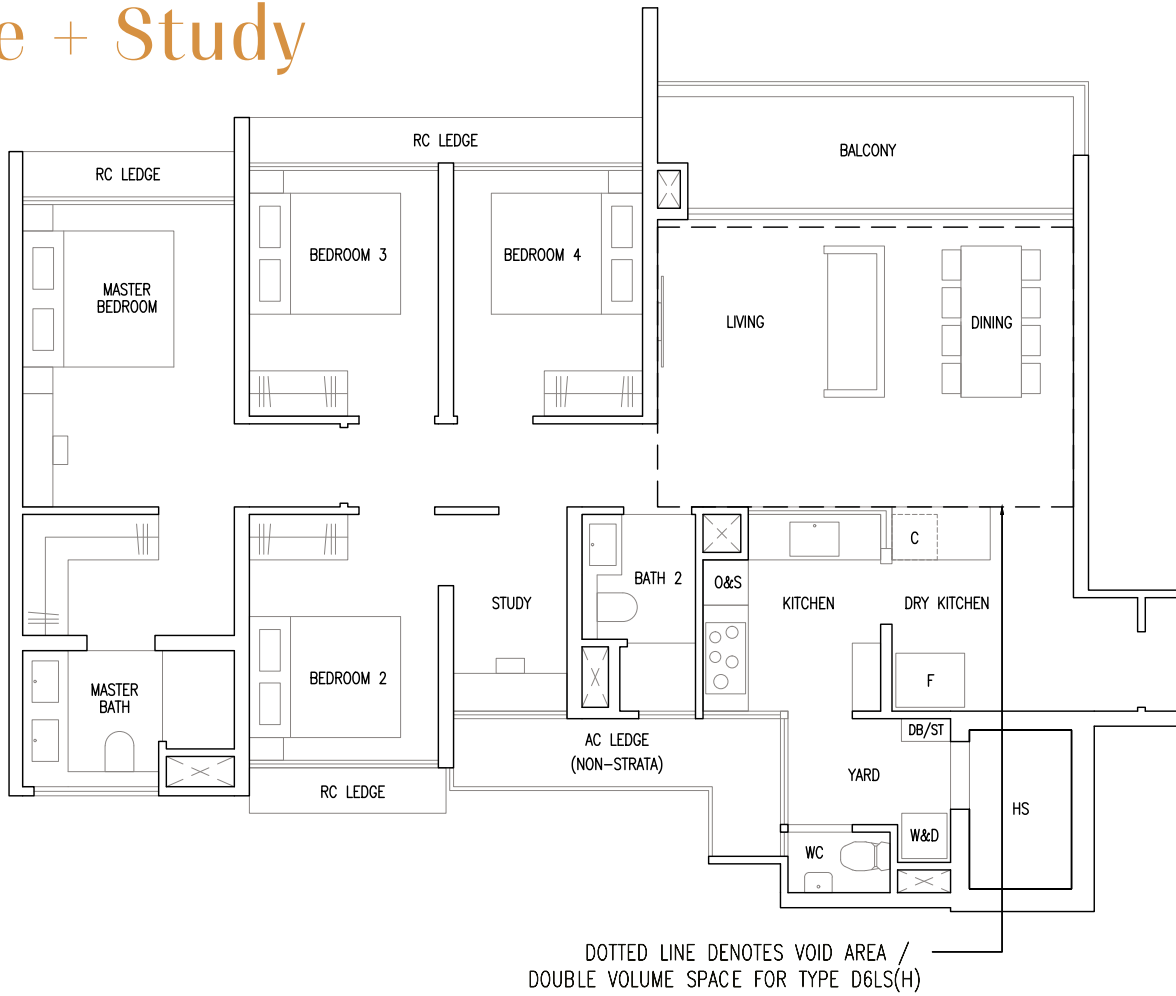 e + Study
RC LEDGE
BALCONY
RC LEDGE
BEDROOM 3
BEDROOM 4
MASTER
BEDROOM
LIVING
DINING
C
BATH 2
O&S
STUDY
KITCHEN
DRY KITCHEN
BEDROOM 2
F
MASTER
BATH
DB/ST
AC LEDGE
(NON-STRATA)
YARD
RC LEDGE
HS
W&D
WC
DOTTED LINE DENOTES VOID AREA /
DOUBLE VOLUME SPACE FOR TYPE D6LS(H)